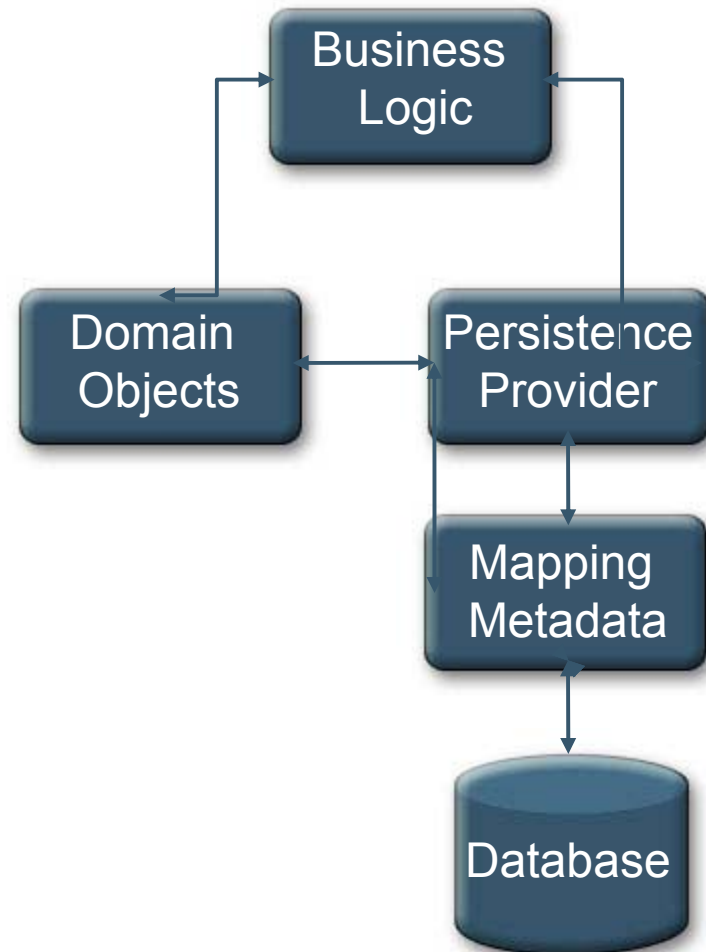 Business
Logic
Domain
Objects
Persistence
Provider
Mapping
Metadata
Database